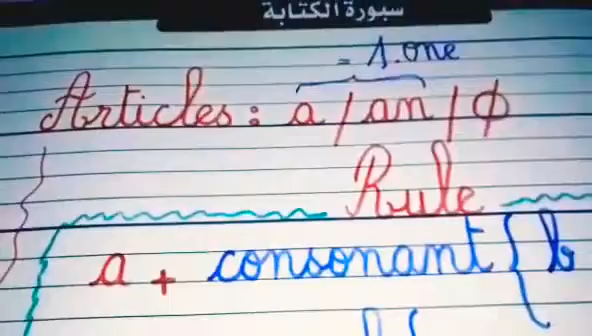 سبورة الكتابة
= 1. one
Articles: a / an / ϕ
Rule
a + consonant { b